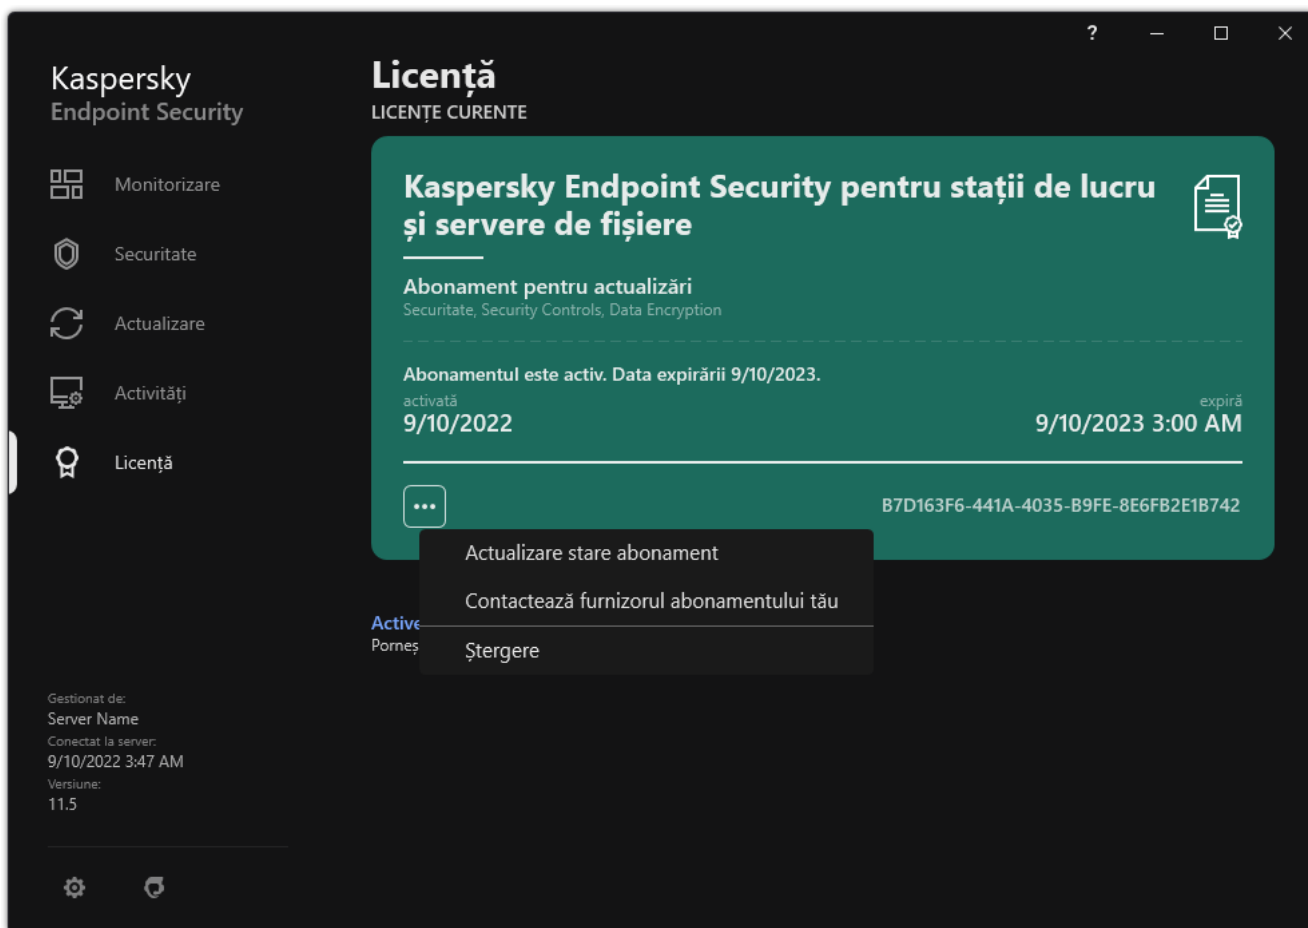 ?
Kaspersky
Endpoint Security
Monitorizare
Securitate
Actualizare
Activități
Licență
Gestionat de:
Server Name
Conectat la server:
9/10/2022 3:47 AM
Versiune:
11.5
Licență
LICENȚE CURENTE
Kaspersky Endpoint Security pentru stații de lucru
și servere de fișiere
Abonament pentru actualizări
Securitate, Security Controls, Data Encryption
Abonamentul este activ. Data expirării 9/10/2023.
activată
expiră
9/10/2022
9/10/2023 3:00 AM
B7D163F6-441A-4035-B9FE-8E6FB2E1B742
Actualizare stare abonament
Contactează furnizorul abonamentului tău
Ștergere